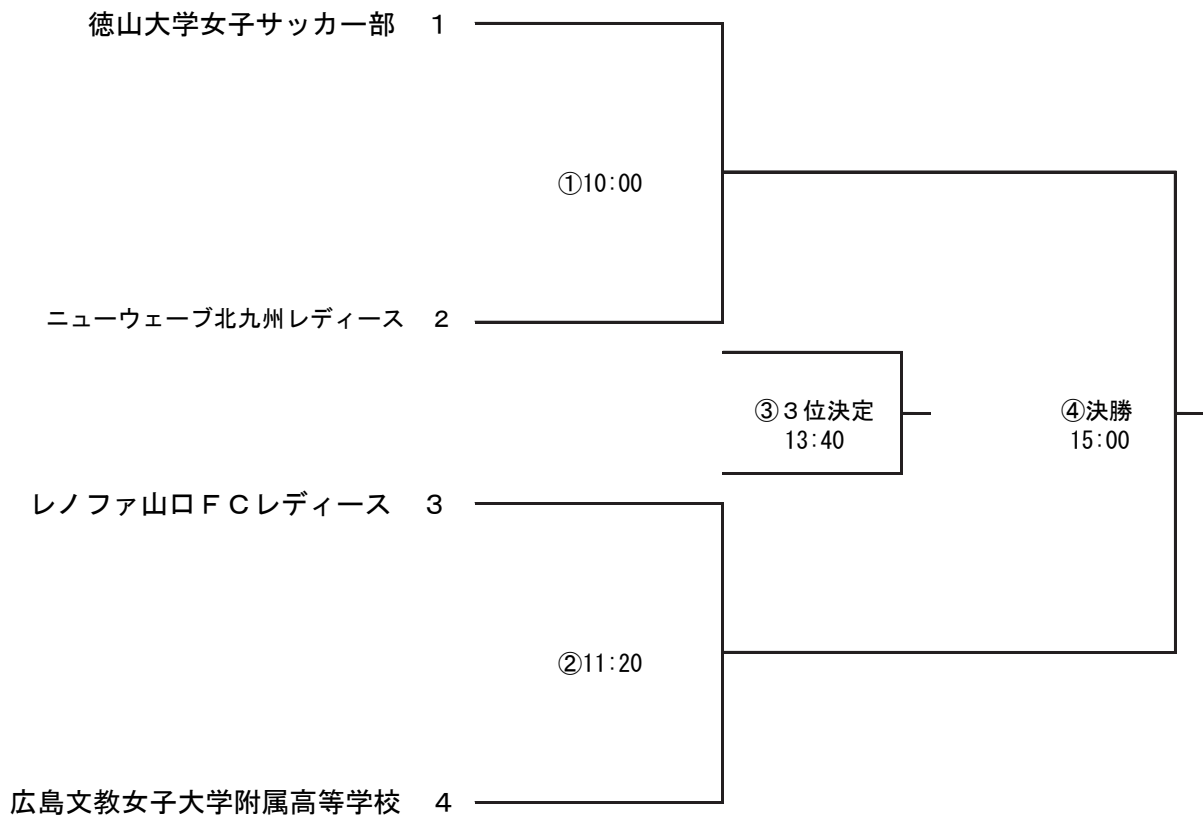 徳山大学女子サッカー部　１
①10:00
ニューウェーブ北九州レディース　２
③３位決定
13:40
④決勝
15:00
レノファ山口ＦＣレディース　３
②11:20
広島文教女子大学附属高等学校　４